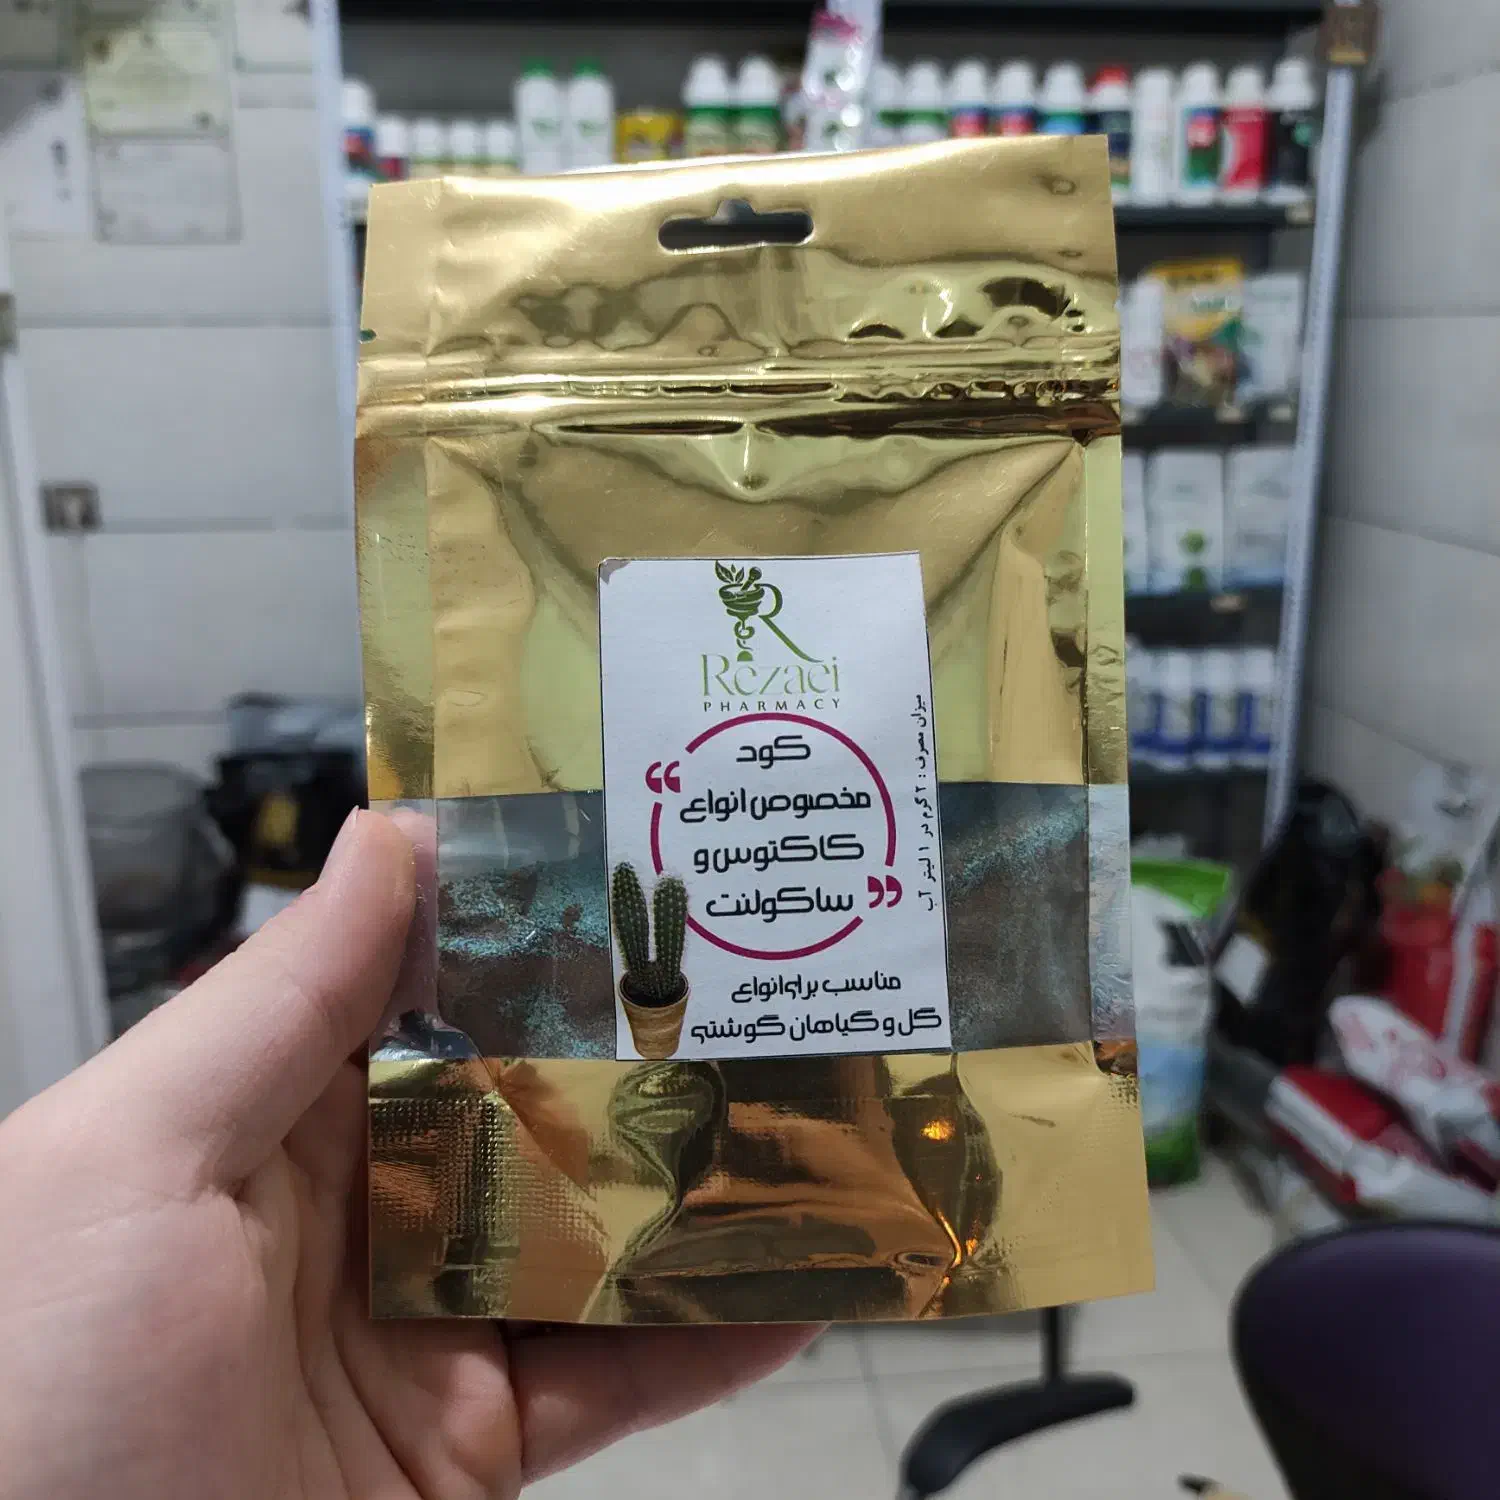 Rezaei
PHARMACY
کود
مخصوص انواع
کاکتوس و
ساکولنت
مناسب برای انواع
گل و گیاهان گوشتی
میزان مصرف : ۲ گرم در ۱ لیتر آب